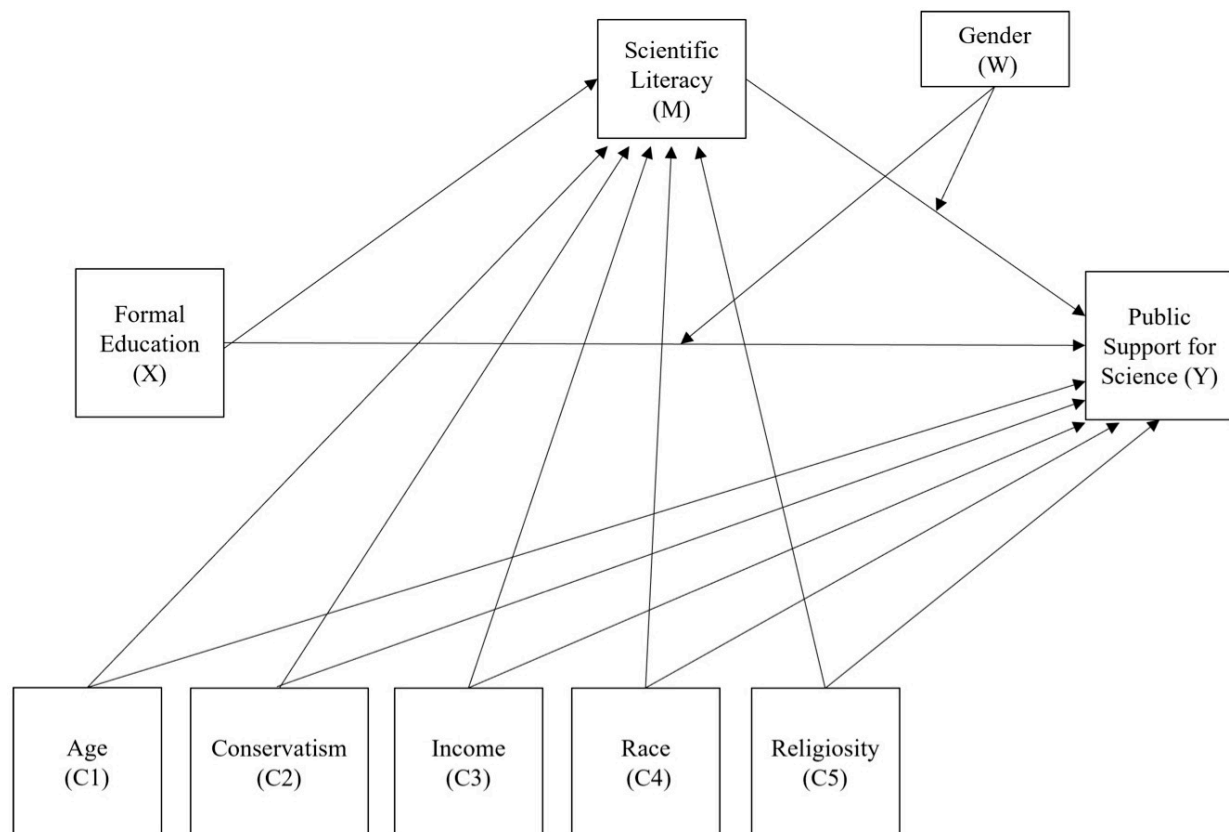 Scientific
Literacy
(M)
Gender
(W)
Formal
Education
(X)
Public
Support for
Science (Y)
Age
(C1)
Conservatism
(C2)
Income
(C3)
Race
(C4)
Religiosity
(C5)